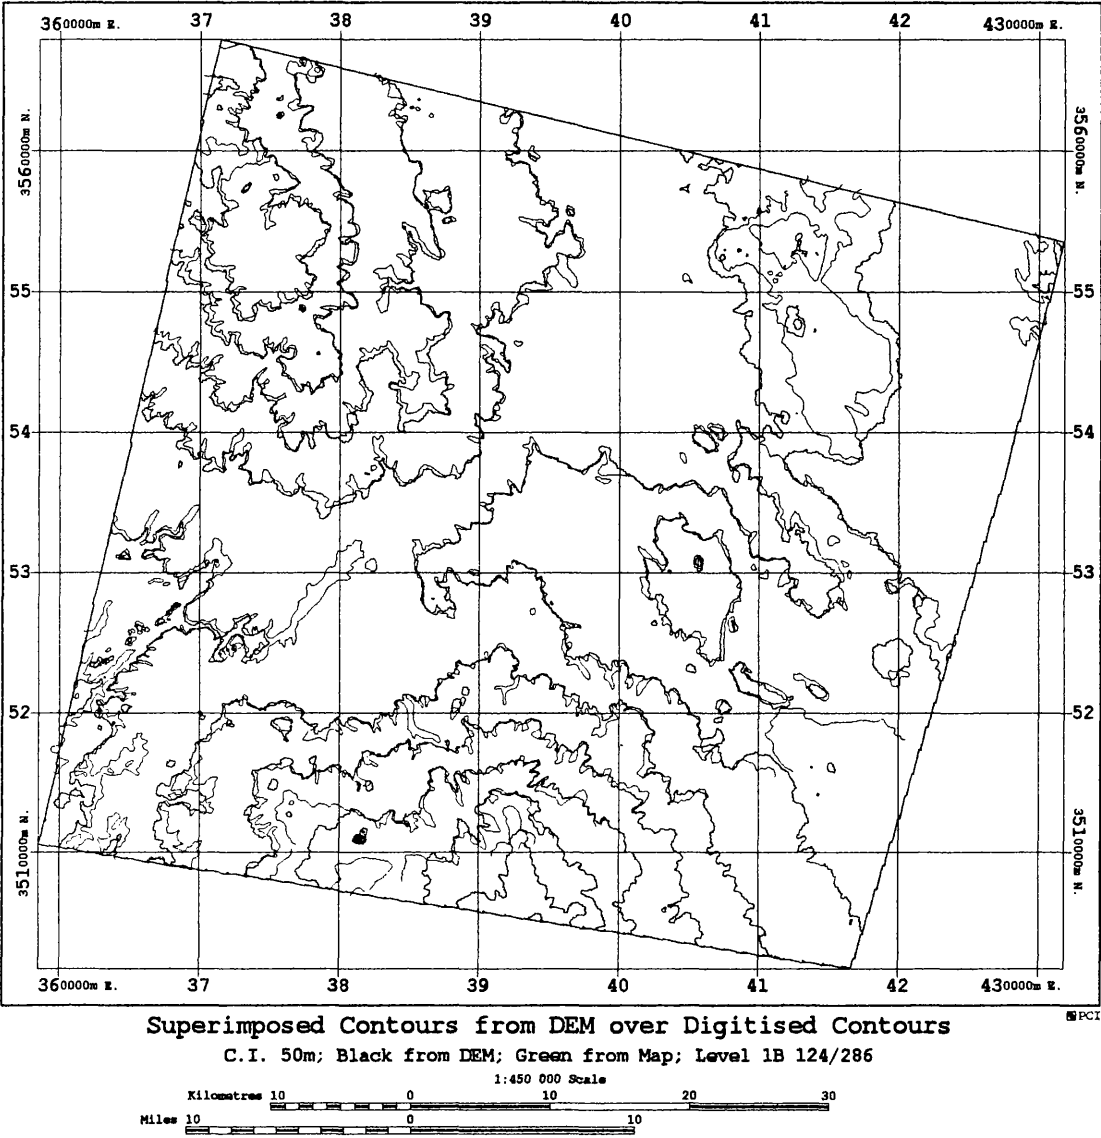 360000m E. 37 38 39 40 41 42 430000m E.
3560000m N. 3560000m N.
55 55
54 54
53 53
52 52
3510000m N. 3510000m N.
360000m E. 37 38 39 40 41 42 430000m E.
PCI
Superimposed Contours from DEM over Digitised Contours
C.I. 50m; Black from DEM; Green from Map; Level 1B 124/286
1:450 000 Scale
Kilometres 10 0 10 20 30
Miles 10 0 10